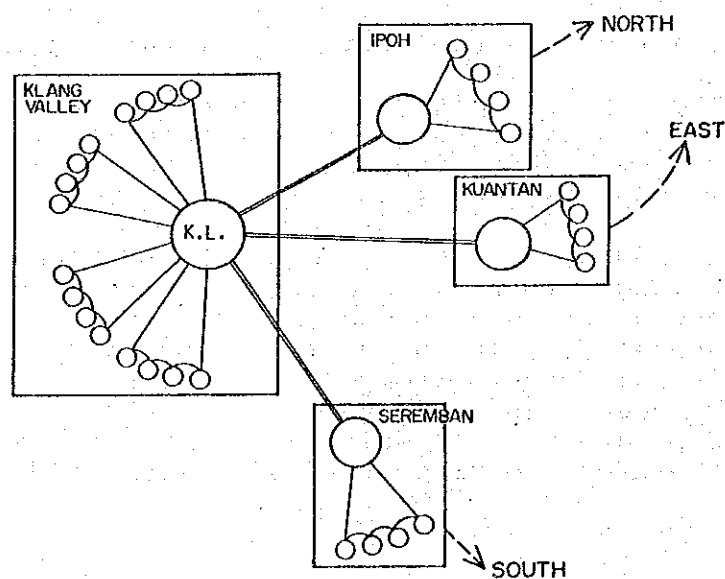 IPOH
NORTH
KLANG
VALLEY
EAST
KUANTAN
K.L.
SEREMBAN
SOUTH